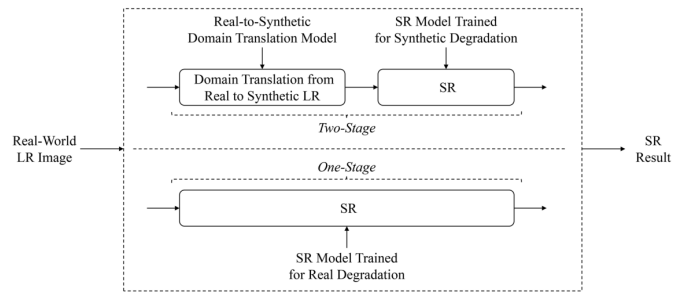 Real-to-Synthetic
Domain Translation Model
SR Model Trained
for Synthetic Degradation
Domain Translation from
Real to Synthetic LR
SR
Two-Stage
Real-World
LR Image
SR
Result
One-Stage
SR
SR Model Trained
for Real Degradation